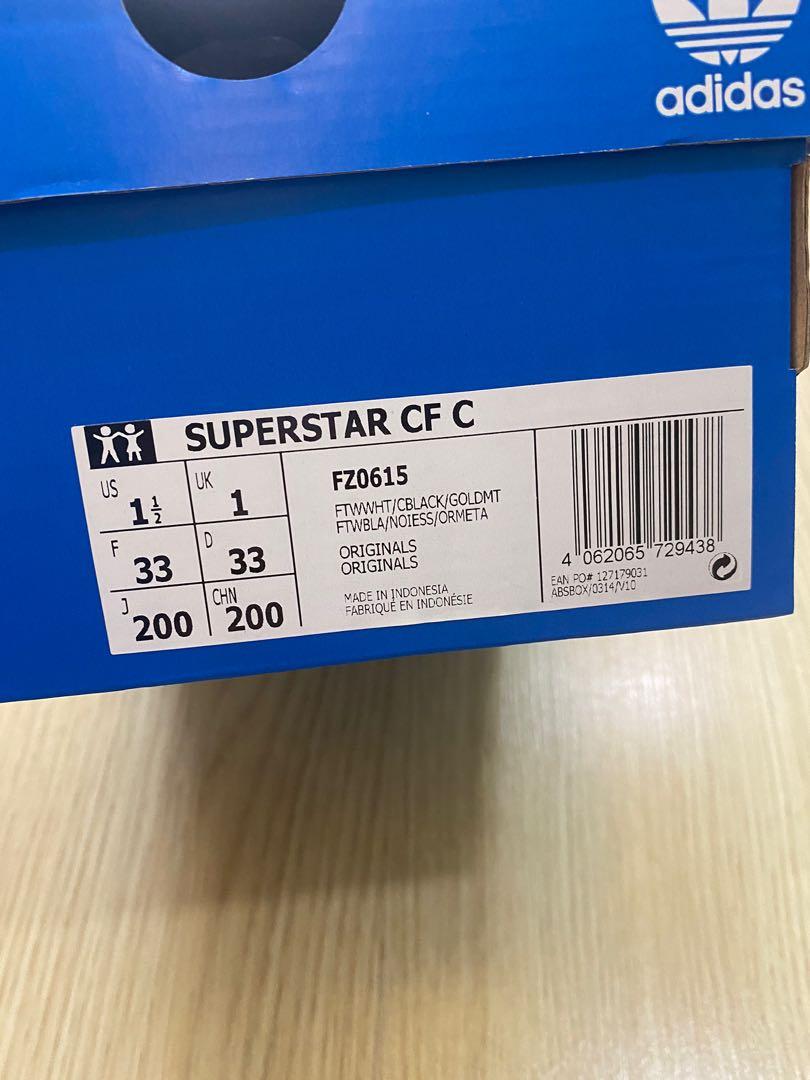 adidas
SUPERSTAR CF C
US 1½
UK 1
F 33
D 33
J 200
CHN 200
FZ0615
FTWWHT/CBLACK/GOLDMT
FTWBLA/NOIESS/ORMETA
ORIGINALS
ORIGINALS
MADE IN INDONESIA
FABRIQUÉ EN INDONÉSIE
4 062065 729438
EAN PO# 127179031
ABSBOX/0314/V10